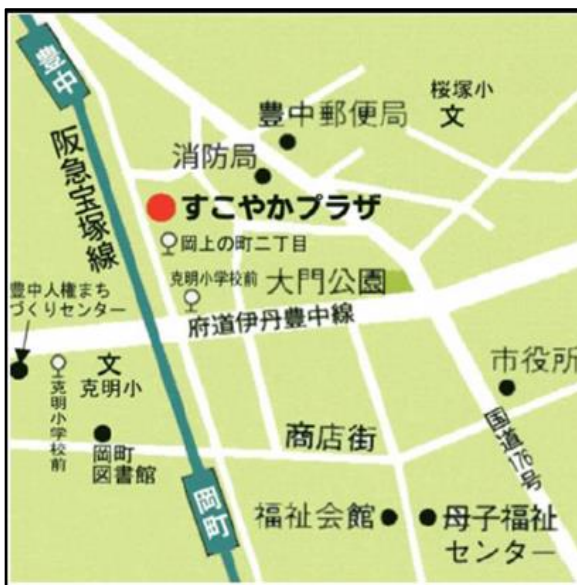 豊中
阪急宝塚線
桜塚小
文
豊中郵便局
消防局
すこやかプラザ
岡上の町二丁目
克明小学校前
大門公園
豊中人権まち
づくりセンター
府道伊丹豊中線
文
克明小
克明小学校前
市役所
岡町
図書館
商店街
国道176号
岡町
福祉会館
母子福祉
センター